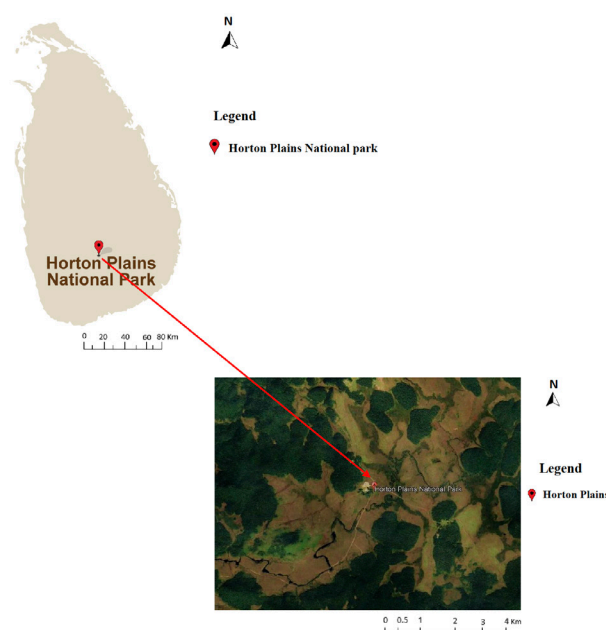 N
Legend
Horton Plains National park
Horton Plains
National Park
0 20 40 60 80 Km
N
Legend
Horton Plains
Horton Plains National Park
0 0.5 1 2 3 4 Km